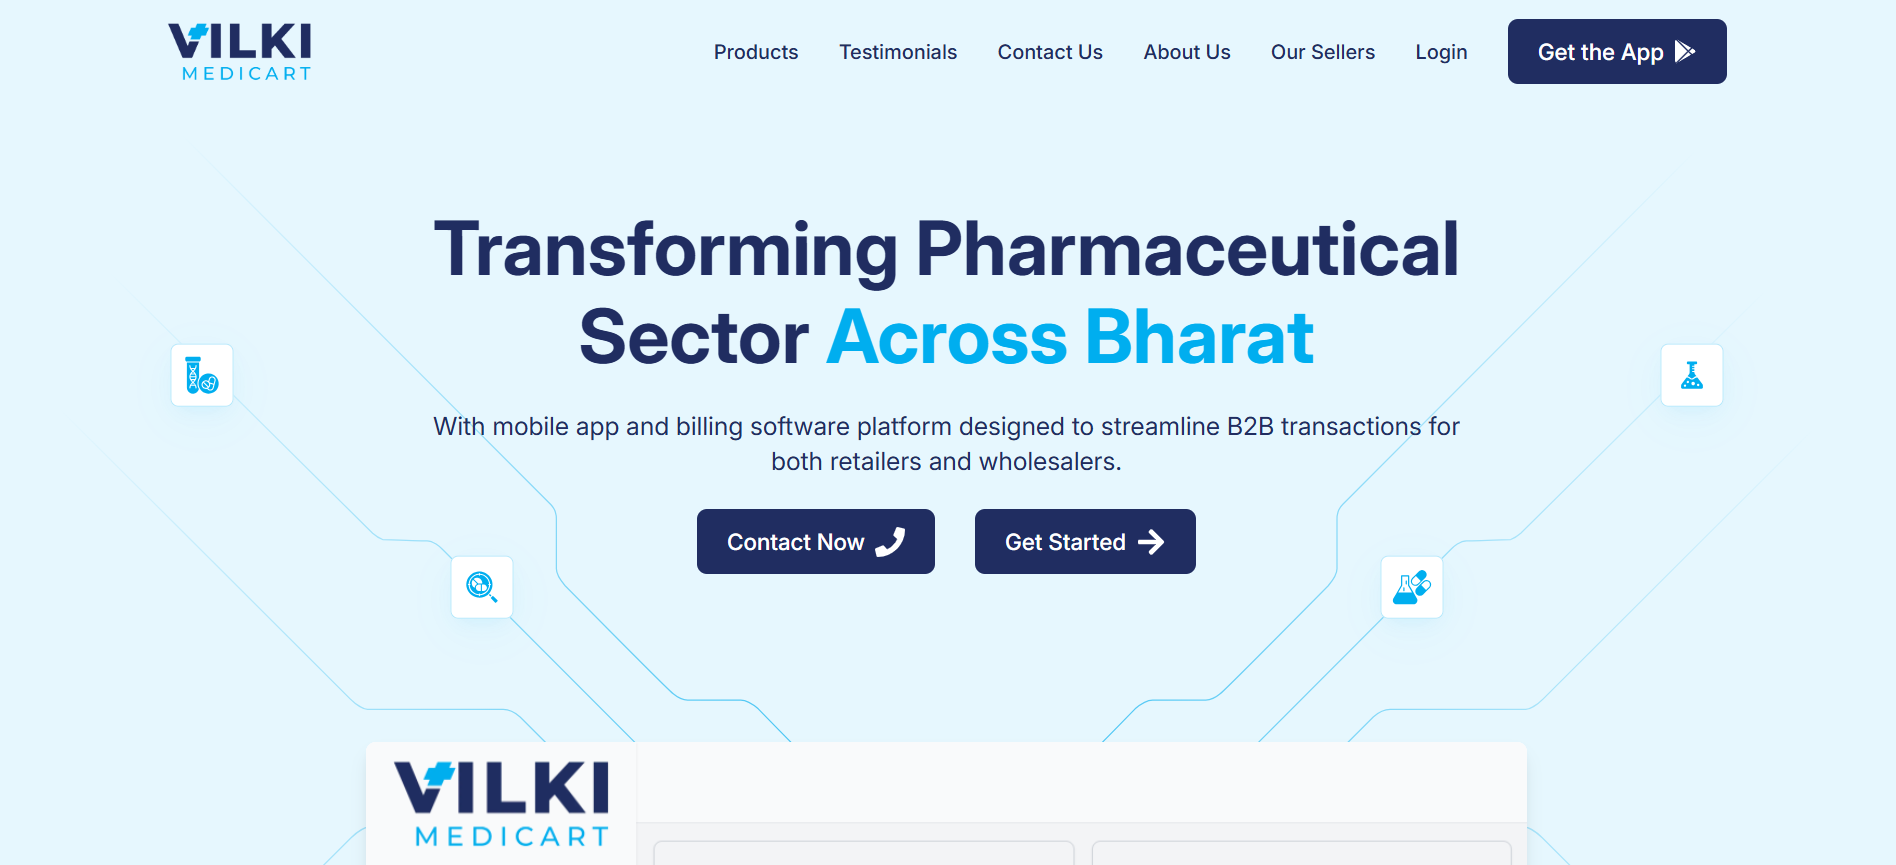 VILKI
MEDICART
Products
Testimonials
Contact Us
About Us
Our Sellers
Login
Get the App
Transforming Pharmaceutical
Sector Across Bharat
With mobile app and billing software platform designed to streamline B2B transactions for
both retailers and wholesalers.
Contact Now
Get Started
VILKI
MEDICART